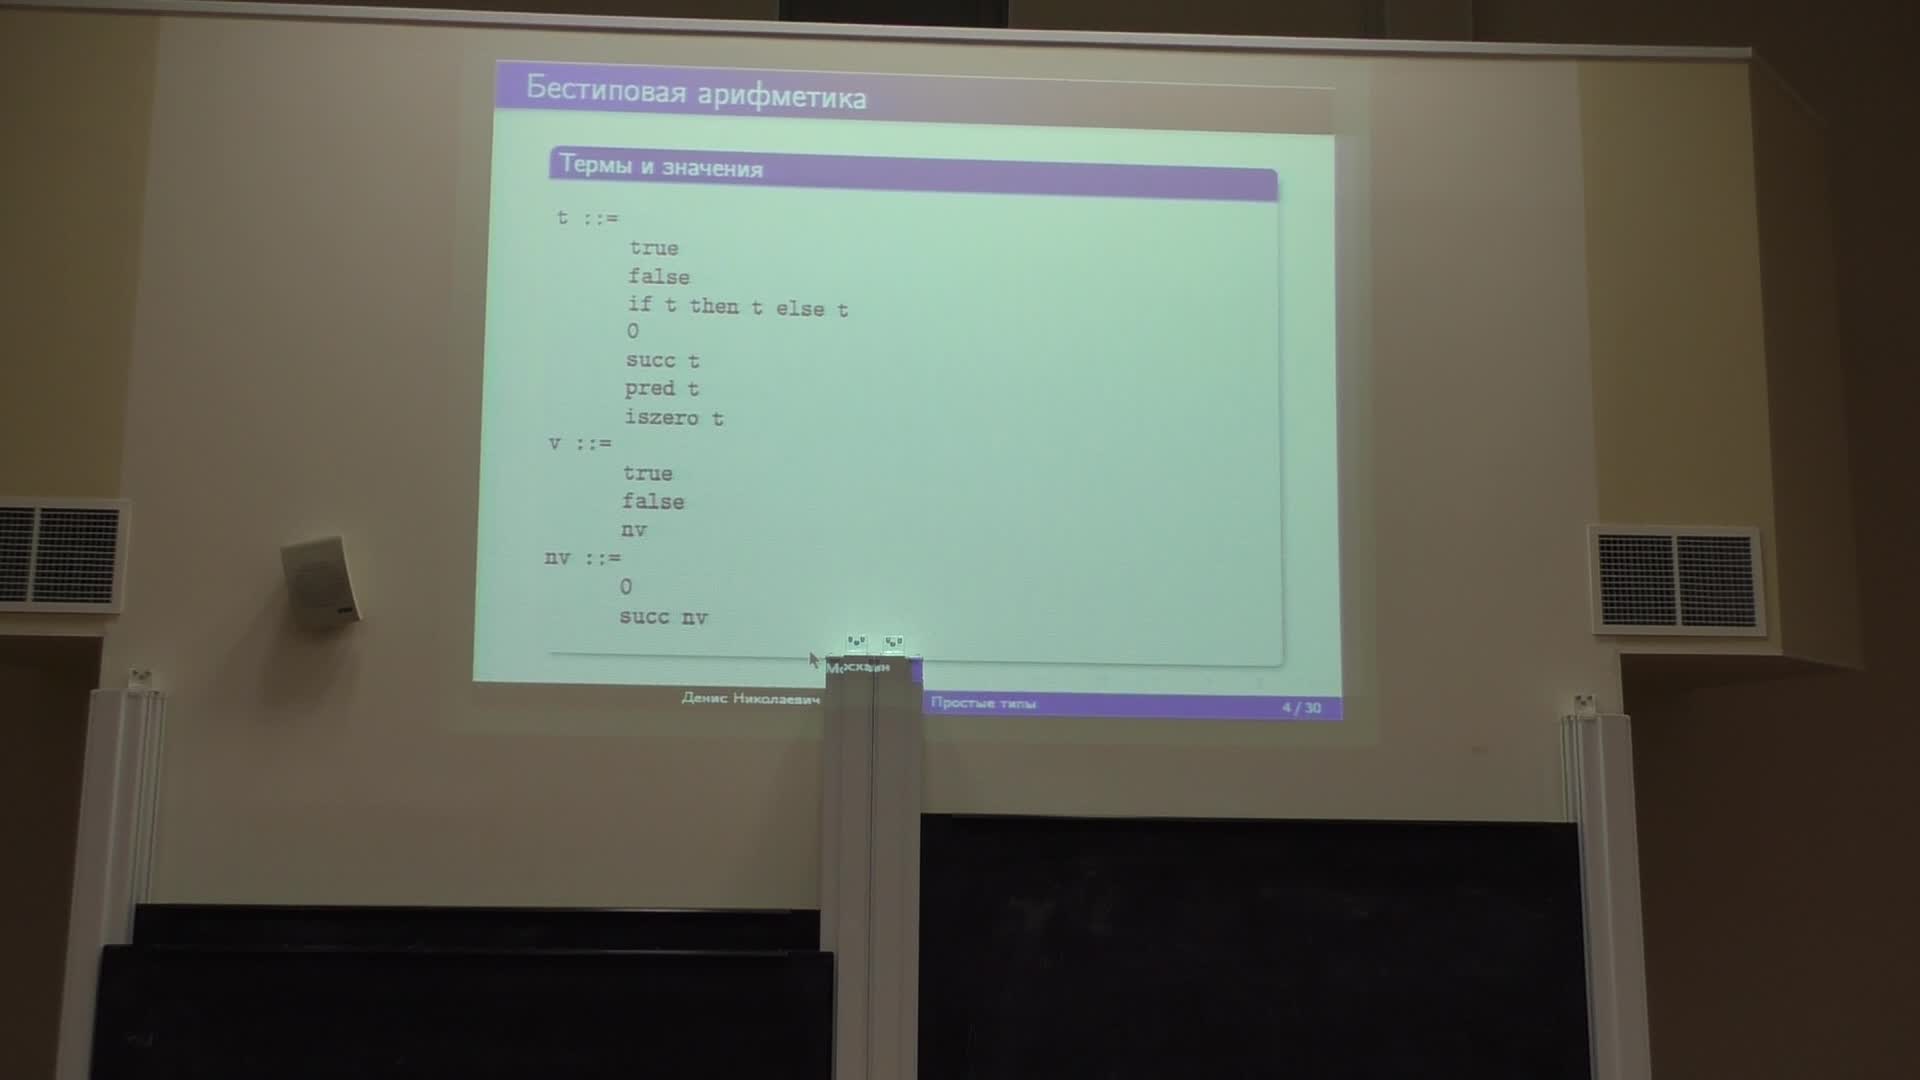 Бестиповая арифметика
Термы и значения
t ::=
true
false
if t then t else t
0
succ t
pred t
iszero t
v ::=
true
false
nv
nv ::=
0
succ nv
Денис Николаевич Москвин
Простые типы
4 / 30